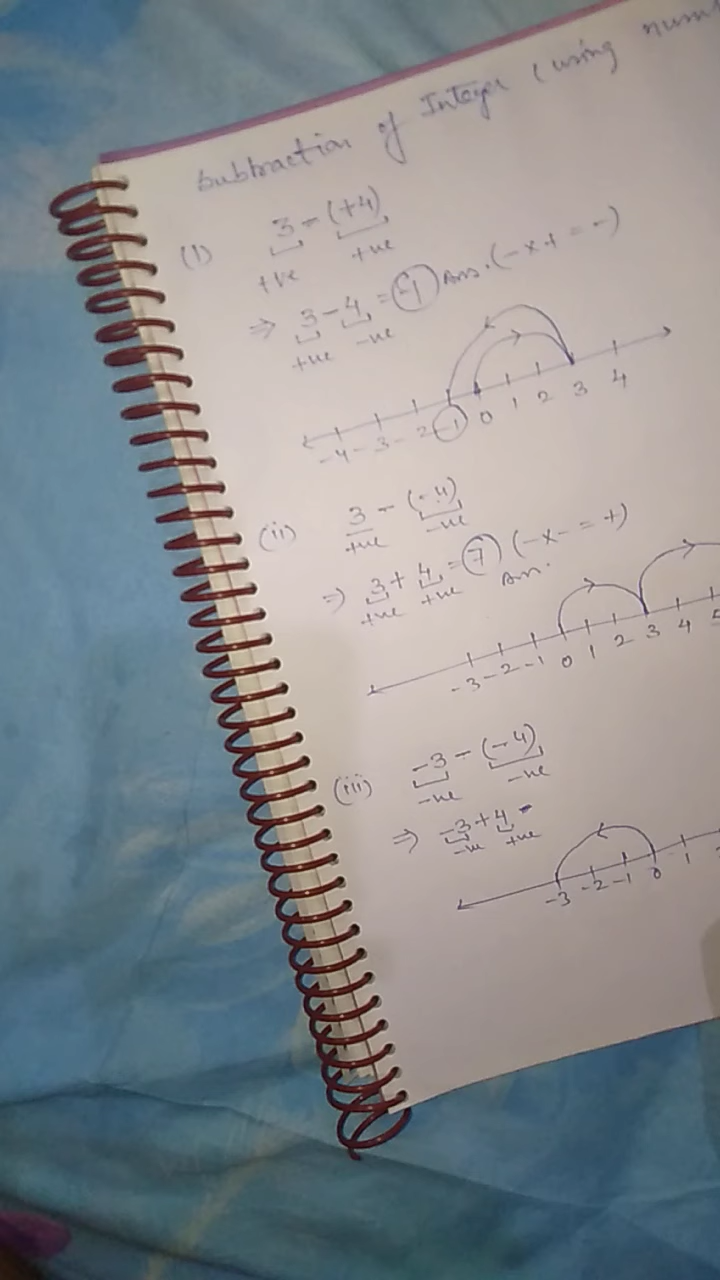 Subtraction of Integer (using num
(i) 3 - (+4)
+ve +ve
⇒ 3 - 4 = -1 Ans. (- x + = -)
+ve -ve
-4 -3 -2 -1 0 1 2 3 4
(ii) 3 - (-4)
+ve -ve
⇒ 3 + 4 = 7 (- x - = +)
+ve +ve Ans.
-3 -2 -1 0 1 2 3 4 5
(iii) -3 - (-4)
-ve -ve
⇒ -3 + 4 -
-ve +ve
-3 -2 -1 0 1